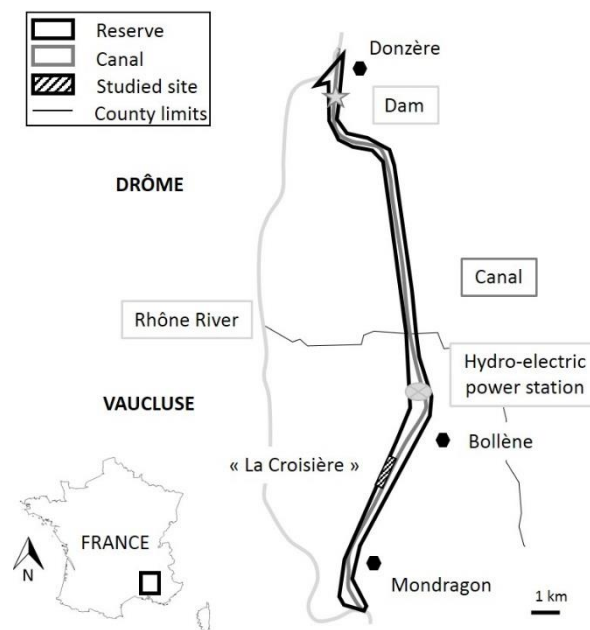 Reserve
Canal
Studied site
County limits
Donzère
Dam
DRÔME
Canal
Rhône River
Hydro-electric
power station
VAUCLUSE
Bollène
« La Croisière »
FRANCE
N
Mondragon
1 km